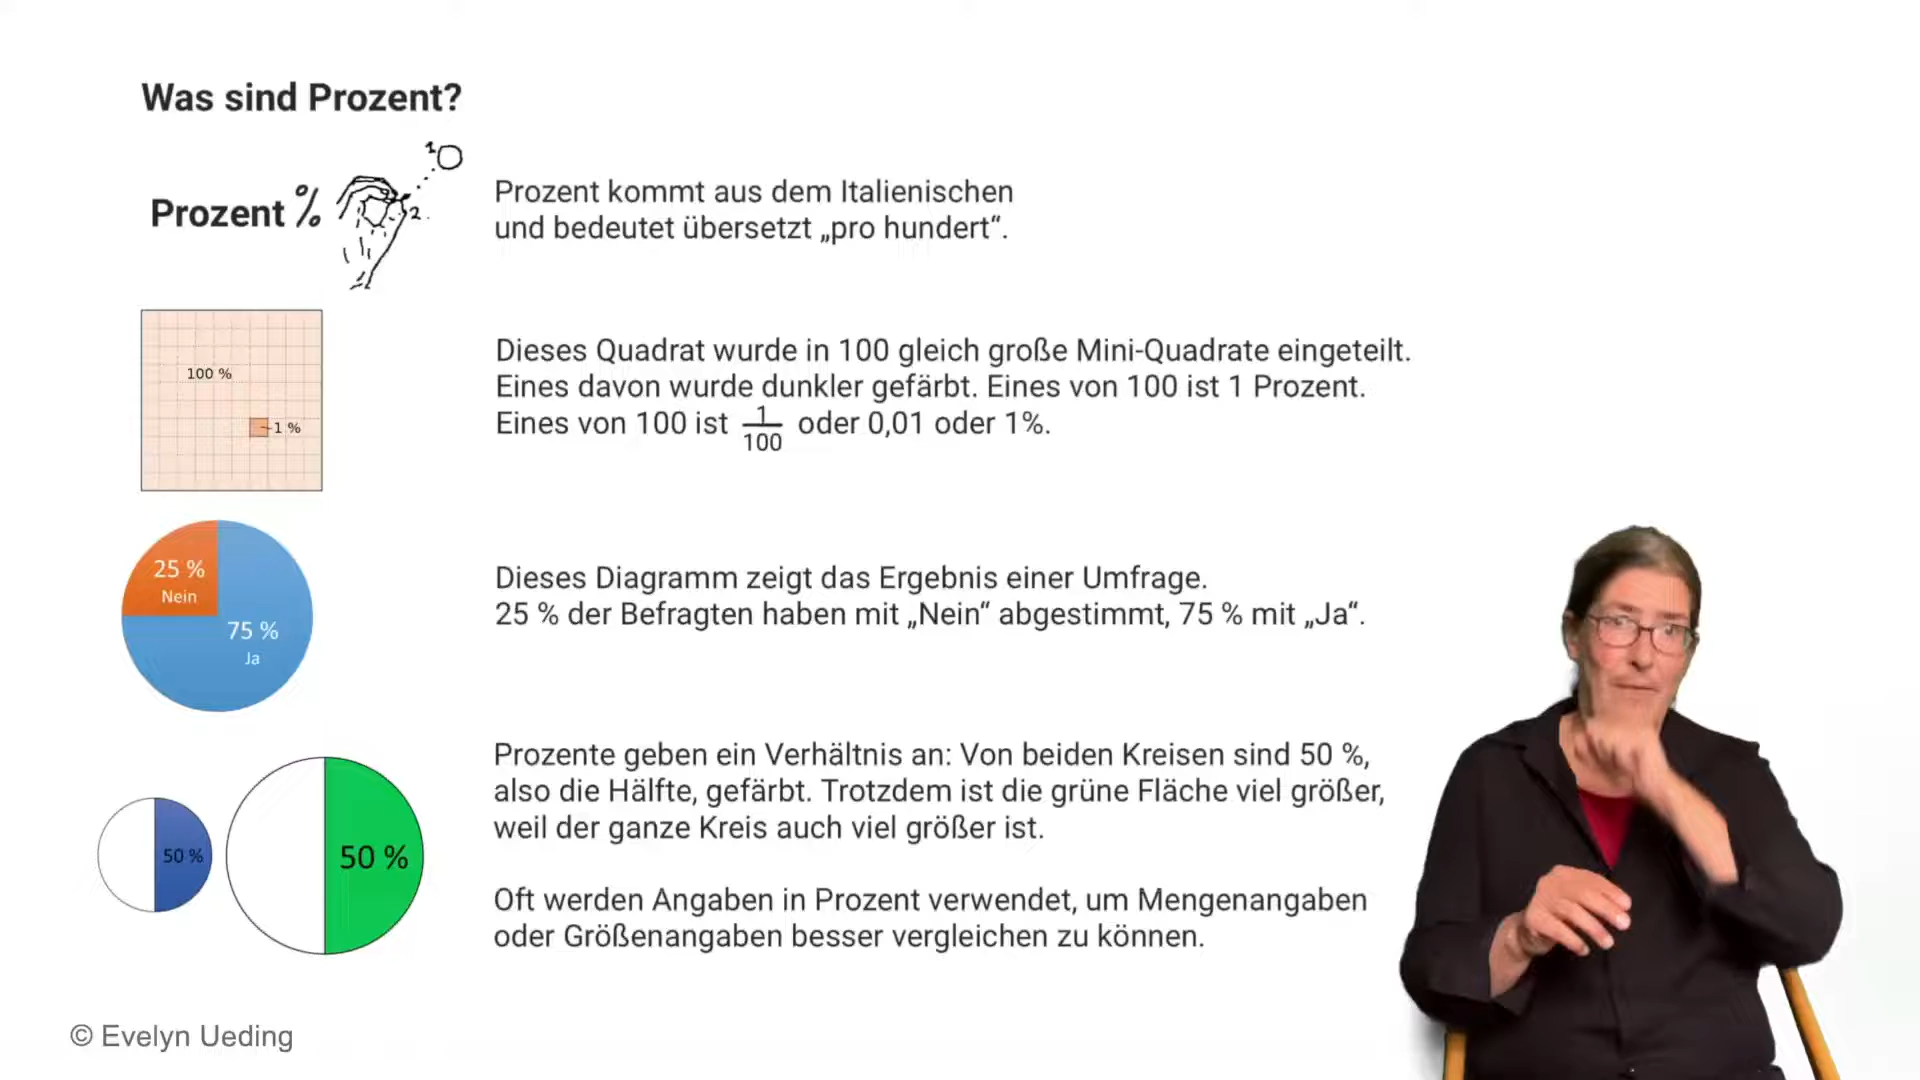 Was sind Prozent?
Prozent %
1
2.
Prozent kommt aus dem Italienischen
und bedeutet übersetzt „pro hundert“.
100 %
1 %
Dieses Quadrat wurde in 100 gleich große Mini-Quadrate eingeteilt.
Eines davon wurde dunkler gefärbt. Eines von 100 ist 1 Prozent.
Eines von 100 ist 1/100 oder 0,01 oder 1%.
25 %
Nein
75 %
Ja
Dieses Diagramm zeigt das Ergebnis einer Umfrage.
25 % der Befragten haben mit „Nein“ abgestimmt, 75 % mit „Ja“.
50 %
50 %
Prozente geben ein Verhältnis an: Von beiden Kreisen sind 50 %,
also die Hälfte, gefärbt. Trotzdem ist die grüne Fläche viel größer,
weil der ganze Kreis auch viel größer ist.
Oft werden Angaben in Prozent verwendet, um Mengenangaben
oder Größenangaben besser vergleichen zu können.
© Evelyn Ueding